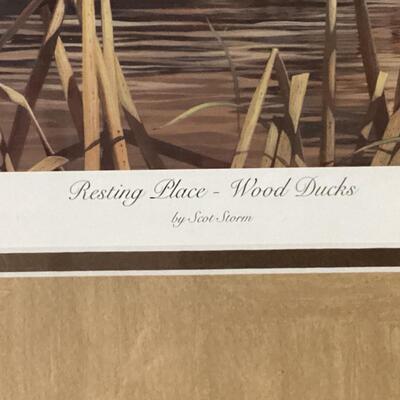 Resting Place - Wood Ducks
by Scot Storm